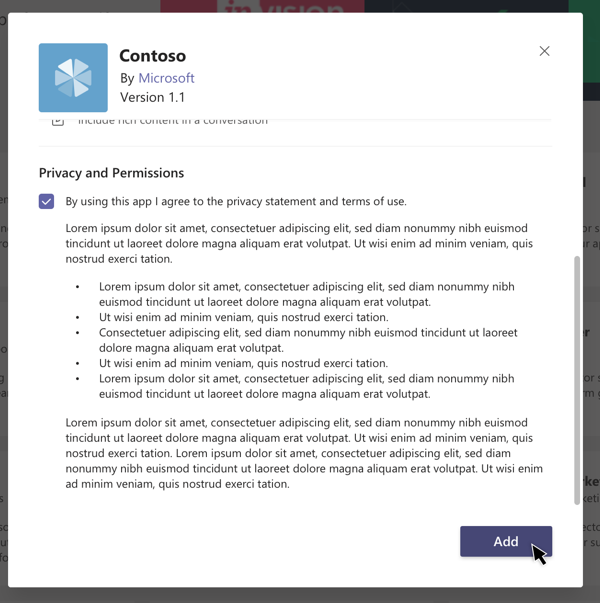 in vision
Contoso
By Microsoft
Version 1.1
Include rich content in a conversation
Privacy and Permissions
By using this app I agree to the privacy statement and terms of use.
Lorem ipsum dolor sit amet, consectetuer adipiscing elit, sed diam nonummy nibh euismod
tincidunt ut laoreet dolore magna aliquam erat volutpat. Ut wisi enim ad minim veniam, quis
nostrud exerci tation.
• Lorem ipsum dolor sit amet, consectetuer adipiscing elit, sed diam nonummy nibh
euismod tincidunt ut laoreet dolore magna aliquam erat volutpat.
• Ut wisi enim ad minim veniam, quis nostrud exerci tation.
• Consectetuer adipiscing elit, sed diam nonummy nibh euismod tincidunt ut laoreet
dolore magna aliquam erat volutpat.
• Ut wisi enim ad minim veniam, quis nostrud exerci tation.
• Lorem ipsum dolor sit amet, consectetuer adipiscing elit, sed diam nonummy nibh
euismod tincidunt ut laoreet dolore magna aliquam erat volutpat.
Lorem ipsum dolor sit amet, consectetuer adipiscing elit, sed diam nonummy nibh euismod
tincidunt ut laoreet dolore magna aliquam erat volutpat. Ut wisi enim ad minim veniam, quis
nostrud exerci tation. Lorem ipsum dolor sit amet, consectetuer adipiscing elit, sed diam
nonummy nibh euismod tincidunt ut laoreet dolore magna aliquam erat volutpat. Ut wisi enim
ad minim veniam, quis nostrud exerci tation.
Add